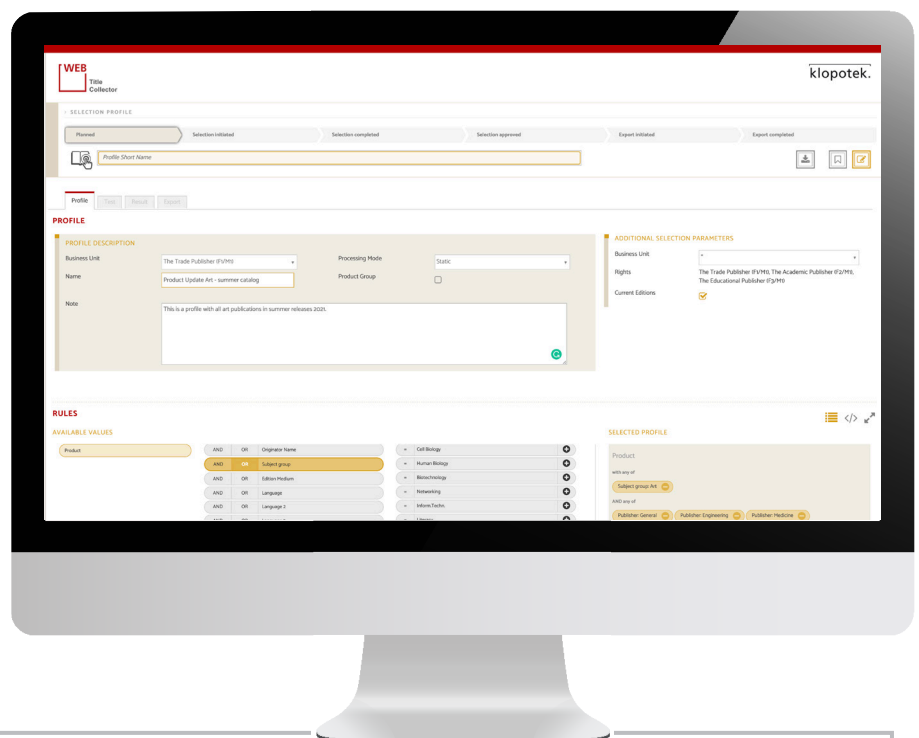 WEB
Title
Collector
klopotek.
SELECTION PROFILE
Planned
Selection initiated
Selection completed
Selection approved
Export initiated
Export completed
Profile Short Name
Profile
Test
Result
Export
PROFILE
PROFILE DESCRIPTION
Business Unit
The Trade Publisher (F1/M1)
Processing Mode
Static
Name
Product Update Art - summer catalog
Product Group
Note
This is a profile with all art publications in summer releases 2021.
ADDITIONAL SELECTION PARAMETERS
Business Unit
*
Rights
The Trade Publisher (F1/M1), The Academic Publisher (F2/M1),
The Educational Publisher (F3/M1)
Current Editions
RULES
AVAILABLE VALUES
Product
AND OR Originator Name
AND OR Subject group
AND OR Edition Medium
AND OR Language
AND OR Language 2
= Cell Biology
= Human Biology
= Biotechnology
= Networking
= Inform.Techn.
SELECTED PROFILE
Product
with any of
Subject group: Art
AND any of
Publisher: General Publisher: Engineering Publisher: Medicine